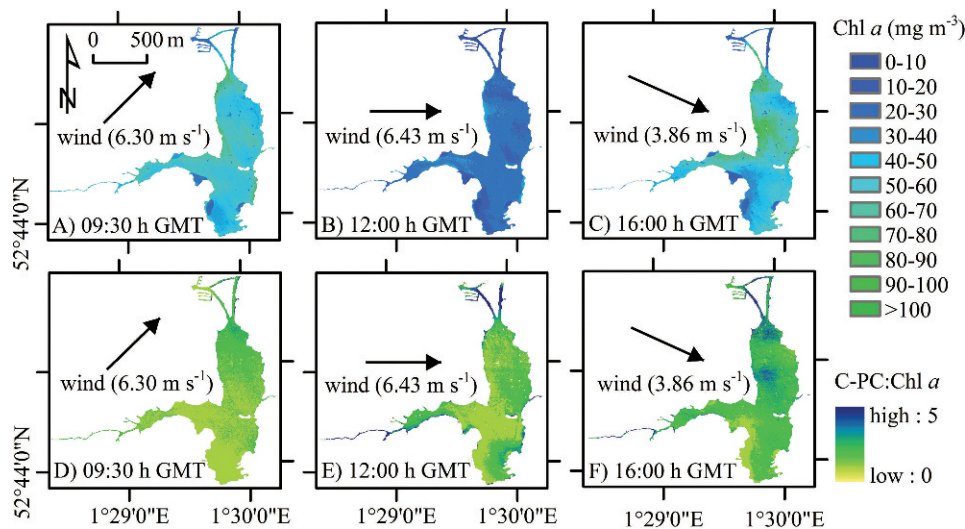 0 500 m
N
wind (6.30 m s⁻¹)
A) 09:30 h GMT
wind (6.43 m s⁻¹)
B) 12:00 h GMT
wind (3.86 m s⁻¹)
C) 16:00 h GMT
52°44'0"N
Chl a (mg m⁻³)
0-10
10-20
20-30
30-40
40-50
50-60
60-70
70-80
80-90
90-100
>100
wind (6.30 m s⁻¹)
D) 09:30 h GMT
wind (6.43 m s⁻¹)
E) 12:00 h GMT
wind (3.86 m s⁻¹)
F) 16:00 h GMT
52°44'0"N
C-PC:Chl a
high : 5
low : 0
1°29'0"E 1°30'0"E 1°29'0"E 1°30'0"E 1°29'0"E 1°30'0"E